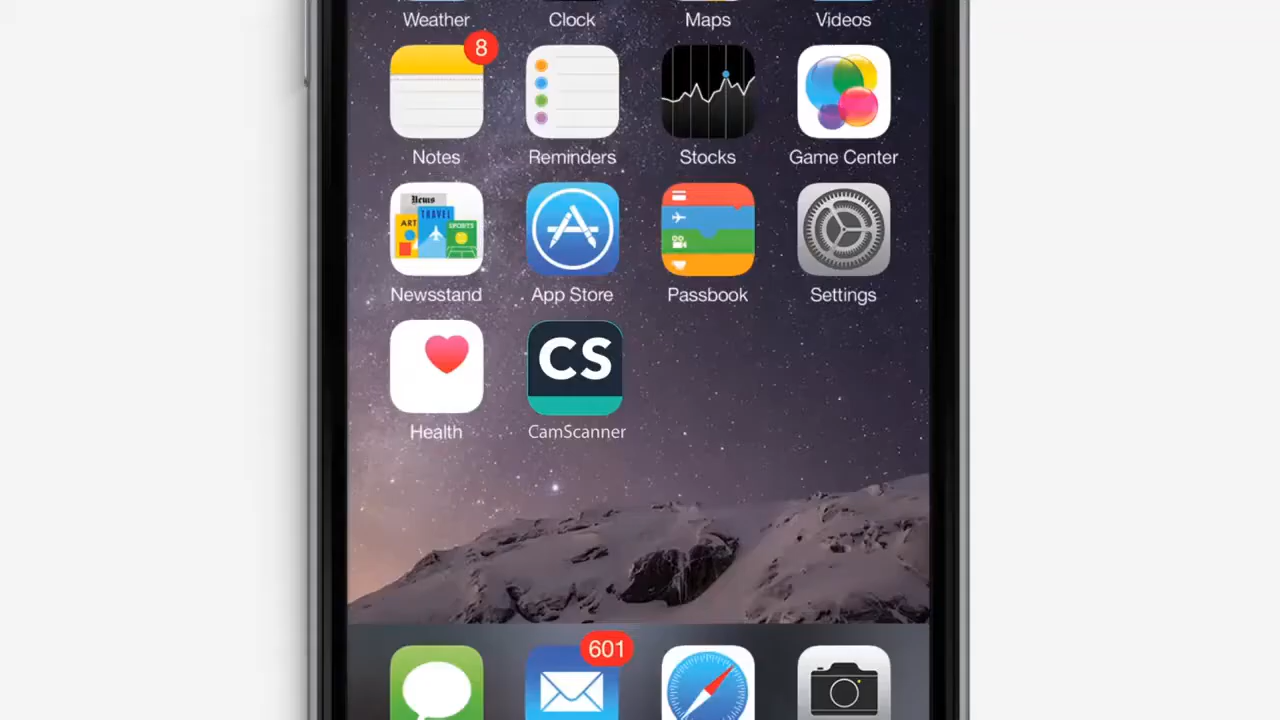 Weather Clock Maps Videos
8
Notes Reminders Stocks Game Center
News
ART TRAVEL SPORTS
Newsstand App Store Passbook Settings
CS
Health CamScanner
601